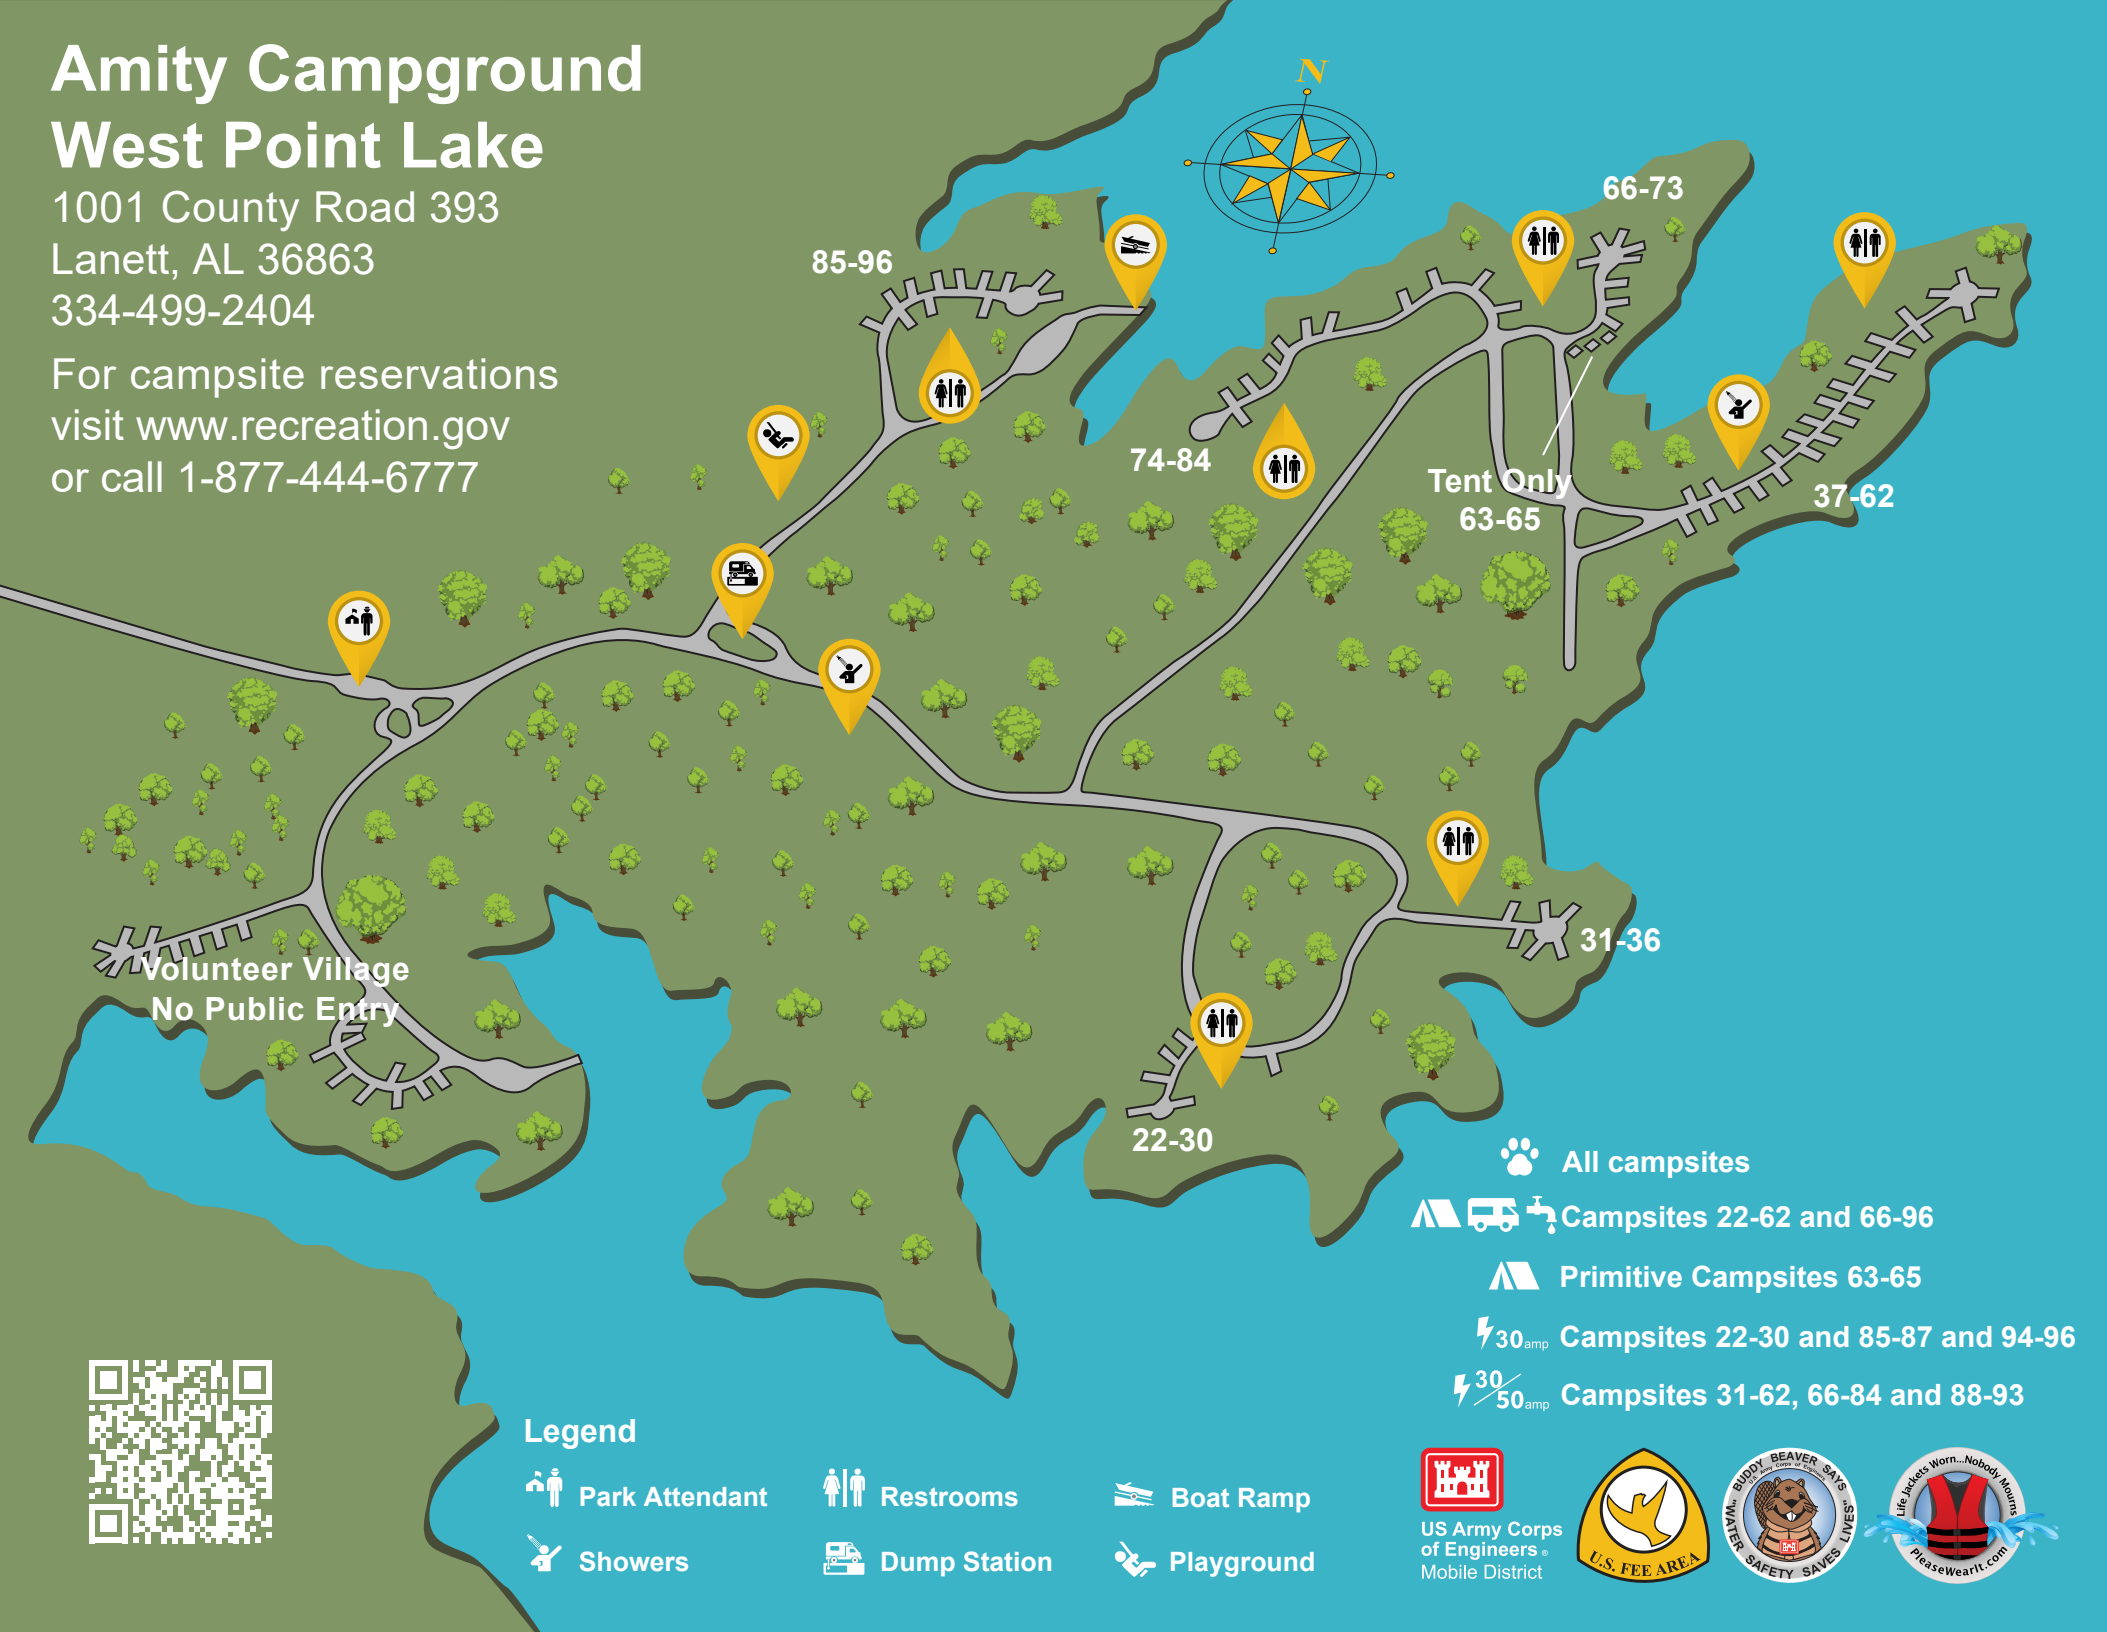 Amity Campground
West Point Lake
1001 County Road 393
Lanett, AL 36863
334-499-2404
For campsite reservations
visit www.recreation.gov
or call 1-877-444-6777
N
66-73
85-96
74-84
Tent Only
63-65
37-62
Volunteer Village
No Public Entry
31-36
22-30
All campsites
Campsites 22-62 and 66-96
Primitive Campsites 63-65
30amp Campsites 22-30 and 85-87 and 94-96
30/50amp Campsites 31-62, 66-84 and 88-93
Legend
Park Attendant
Restrooms
Boat Ramp
Showers
Dump Station
Playground
US Army Corps
of Engineers ®
Mobile District
U.S. FEE AREA
BUDDY BEAVER SAYS
U.S. Army Corps of Engineers
"WATER SAFETY SAVES LIVES"
Life Jackets Worn...Nobody Mourns
PleaseWearIt.com